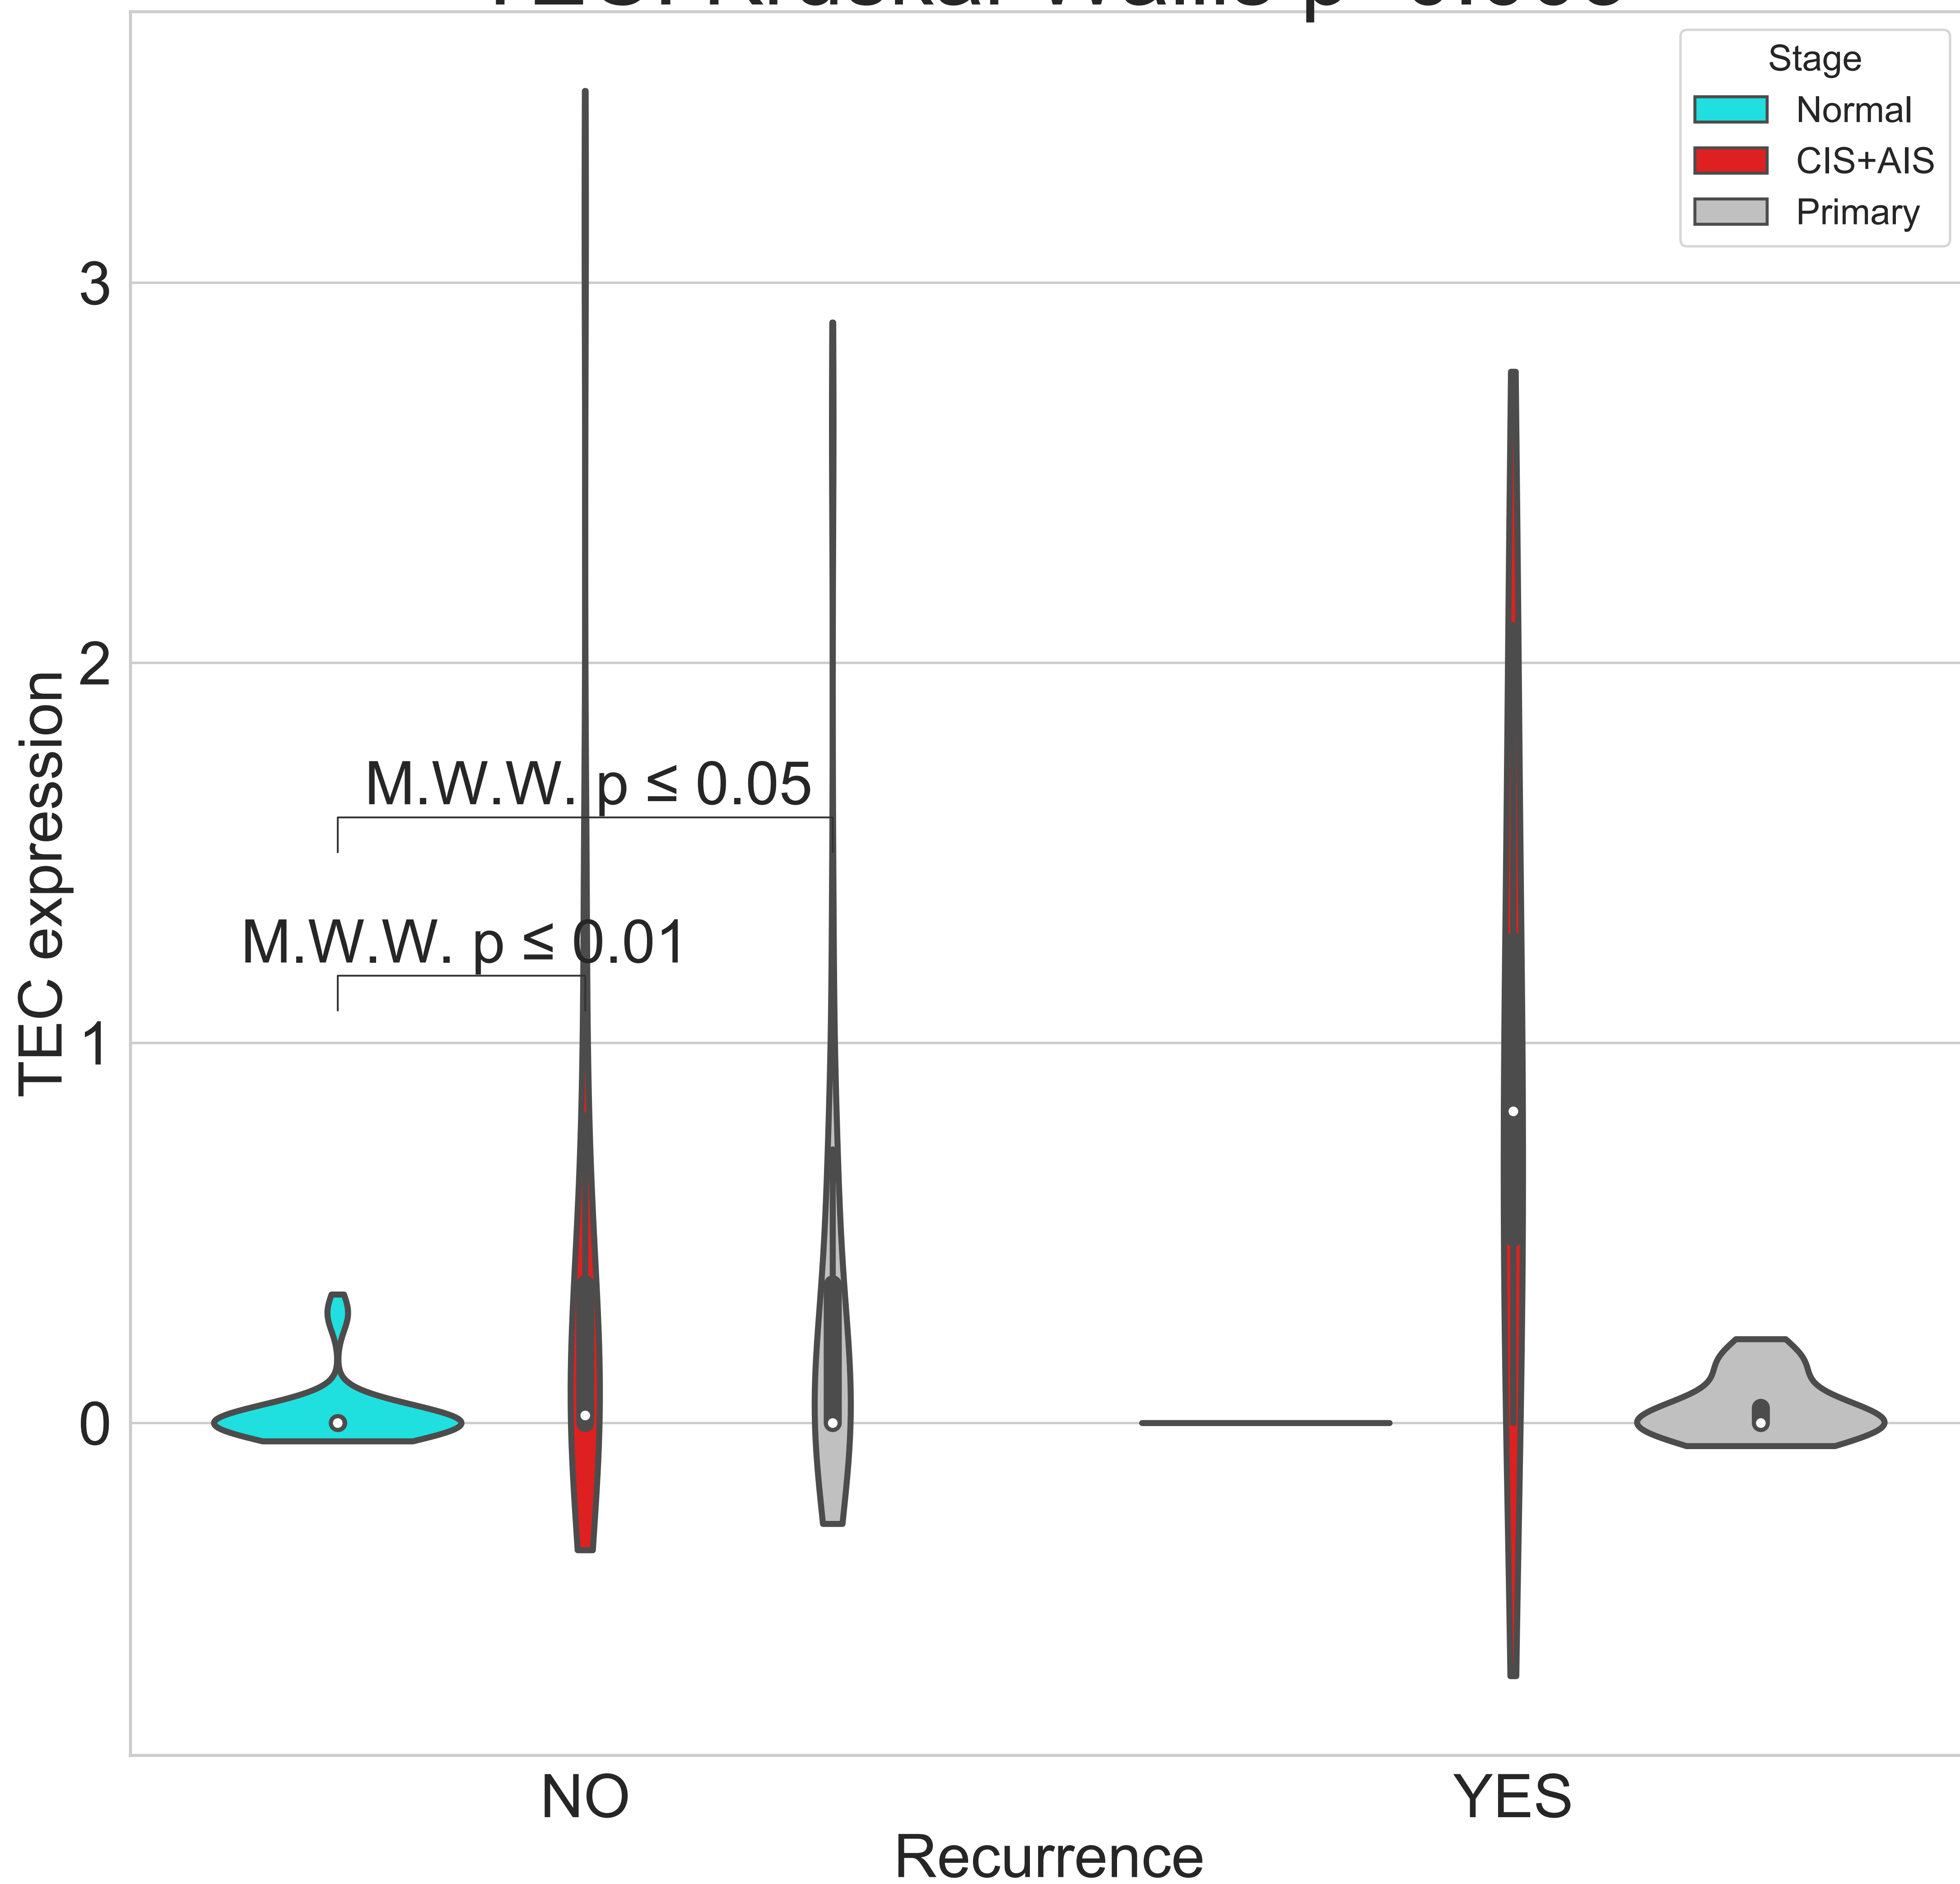 Stage
Normal
CIS+AIS
Primary
3
2
1
0
TEC expression
M.W.W. p ≤ 0.05
M.W.W. p ≤ 0.01
NO
YES
Recurrence